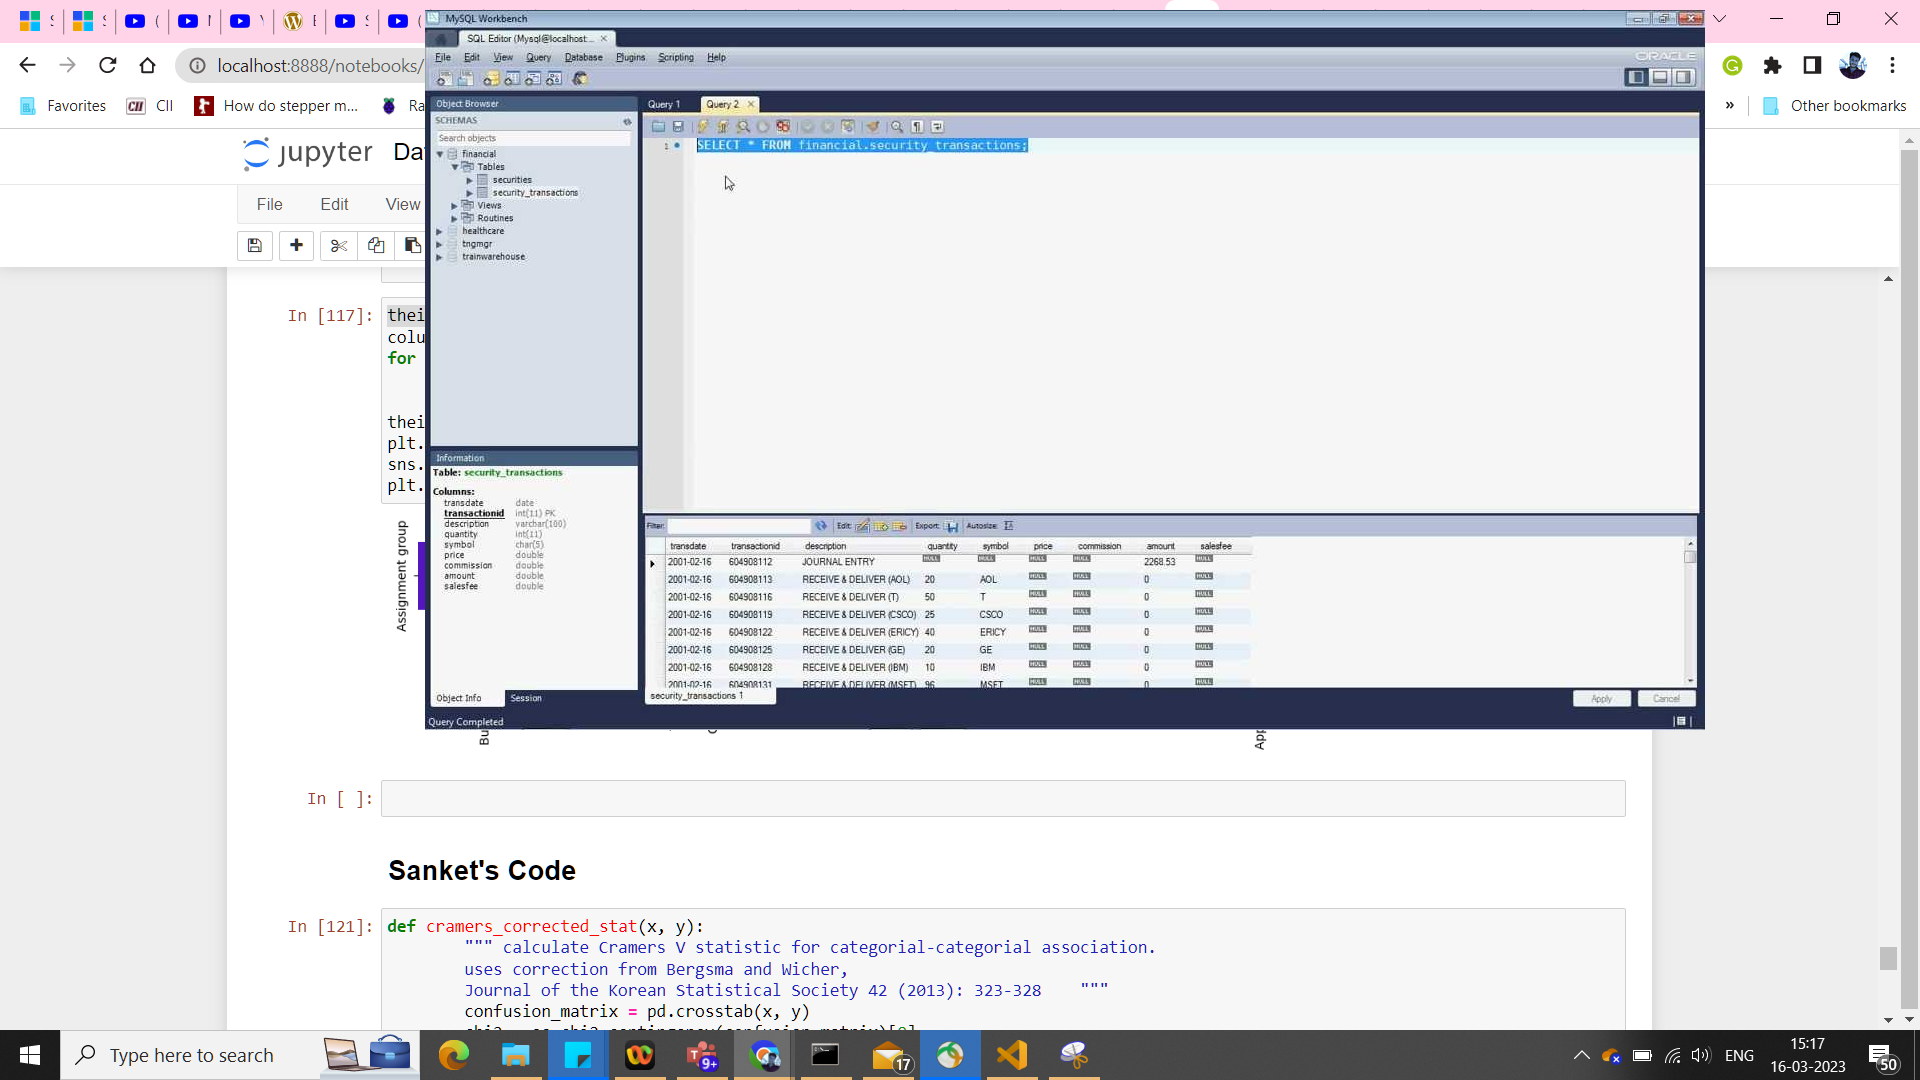 MySQL Workbench
SQL Editor (Mysql@localhost:...
File Edit View Query Database Plugins Scripting Help
ORACLE
localhost:8888/notebooks/
Favorites CII How do stepper m... Ra
» Other bookmarks
jupyter Da
File Edit View
Object Browser
SCHEMAS
Search objects
financial
Tables
securities
security_transactions
Views
Routines
healthcare
tngmgr
trainwarehouse
Query 1 Query 2
1 SELECT * FROM financial.security_transactions;
Information
Table: security_transactions
Columns:
transdate date
transactionid int(11) PK
description varchar(100)
quantity int(11)
symbol char(5)
price double
commission double
amount double
salesfee double
Object Info Session
Query Completed
Filter: Edit: Export: Autosize:
transdate transactionid description quantity symbol price commission amount salesfee
2001-02-16 604908112 JOURNAL ENTRY NULL NULL NULL NULL 2268.53 NULL
2001-02-16 604908113 RECEIVE & DELIVER (AOL) 20 AOL NULL NULL 0 NULL
2001-02-16 604908116 RECEIVE & DELIVER (T) 50 T NULL NULL 0 NULL
2001-02-16 604908119 RECEIVE & DELIVER (CSCO) 25 CSCO NULL NULL 0 NULL
2001-02-16 604908122 RECEIVE & DELIVER (ERICY) 40 ERICY NULL NULL 0 NULL
2001-02-16 604908125 RECEIVE & DELIVER (GE) 20 GE NULL NULL 0 NULL
2001-02-16 604908128 RECEIVE & DELIVER (IBM) 10 IBM NULL NULL 0 NULL
2001-02-16 604908131 RECEIVE & DELIVER (MSFT) 96 MSFT NULL NULL 0 NULL
security_transactions 1
Apply Cancel
In [117]: thei
colu
for
thei
plt.
sns.
plt.
Assignment group
Bu
App
In [ ]:
Sanket's Code
In [121]: def cramers_corrected_stat(x, y):
""" calculate Cramers V statistic for categorial-categorial association.
uses correction from Bergsma and Wicher,
Journal of the Korean Statistical Society 42 (2013): 323-328 """
confusion_matrix = pd.crosstab(x, y)
Type here to search
9+
17
ENG
15:17
16-03-2023
50